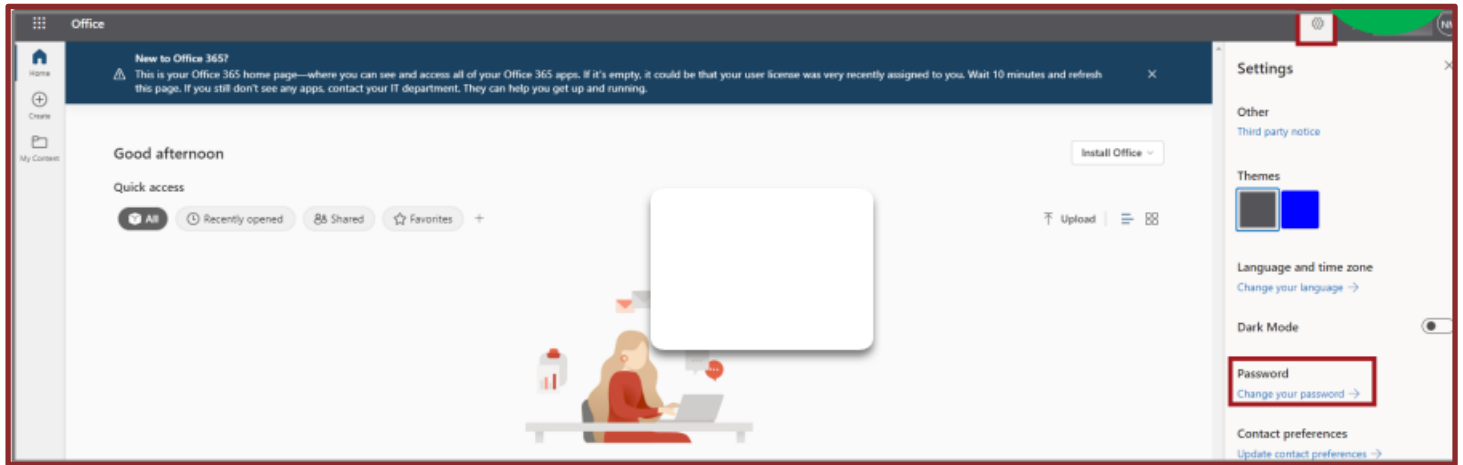 Office
New to Office 365?
This is your Office 365 home page—where you can see and access all of your Office 365 apps. If it's empty, it could be that your user license was very recently assigned to you. Wait 10 minutes and refresh
this page. If you still don't see any apps, contact your IT department. They can help you get up and running.
Home
Create
My Content
Good afternoon
Install Office
Quick access
All
Recently opened
Shared
Favorites
Upload
Settings
Other
Third party notice
Themes
Language and time zone
Change your language →
Dark Mode
Password
Change your password →
Contact preferences
Update contact preferences →